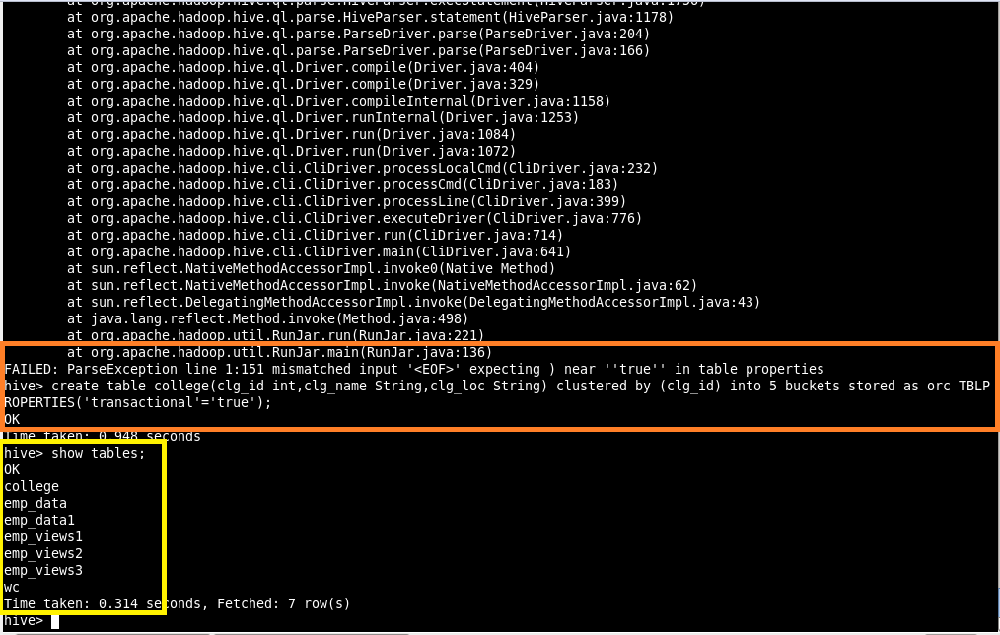 at org.apache.hadoop.hive.ql.parse.HiveParser.execStatement(HiveParser.java:1750)
at org.apache.hadoop.hive.ql.parse.HiveParser.statement(HiveParser.java:1178)
at org.apache.hadoop.hive.ql.parse.ParseDriver.parse(ParseDriver.java:204)
at org.apache.hadoop.hive.ql.parse.ParseDriver.parse(ParseDriver.java:166)
at org.apache.hadoop.hive.ql.Driver.compile(Driver.java:404)
at org.apache.hadoop.hive.ql.Driver.compile(Driver.java:329)
at org.apache.hadoop.hive.ql.Driver.compileInternal(Driver.java:1158)
at org.apache.hadoop.hive.ql.Driver.runInternal(Driver.java:1253)
at org.apache.hadoop.hive.ql.Driver.run(Driver.java:1084)
at org.apache.hadoop.hive.ql.Driver.run(Driver.java:1072)
at org.apache.hadoop.hive.cli.CliDriver.processLocalCmd(CliDriver.java:232)
at org.apache.hadoop.hive.cli.CliDriver.processCmd(CliDriver.java:183)
at org.apache.hadoop.hive.cli.CliDriver.processLine(CliDriver.java:399)
at org.apache.hadoop.hive.cli.CliDriver.executeDriver(CliDriver.java:776)
at org.apache.hadoop.hive.cli.CliDriver.run(CliDriver.java:714)
at org.apache.hadoop.hive.cli.CliDriver.main(CliDriver.java:641)
at sun.reflect.NativeMethodAccessorImpl.invoke0(Native Method)
at sun.reflect.NativeMethodAccessorImpl.invoke(NativeMethodAccessorImpl.java:62)
at sun.reflect.DelegatingMethodAccessorImpl.invoke(DelegatingMethodAccessorImpl.java:43)
at java.lang.reflect.Method.invoke(Method.java:498)
at org.apache.hadoop.util.RunJar.run(RunJar.java:221)
at org.apache.hadoop.util.RunJar.main(RunJar.java:136)
FAILED: ParseException line 1:151 mismatched input '<EOF>' expecting ) near ''true'' in table properties
hive> create table college(clg_id int,clg_name String,clg_loc String) clustered by (clg_id) into 5 buckets stored as orc TBLP
ROPERTIES('transactional'='true');
OK
Time taken: 0.948 seconds
hive> show tables;
OK
college
emp_data
emp_data1
emp_views1
emp_views2
emp_views3
wc
Time taken: 0.314 seconds, Fetched: 7 row(s)
hive>